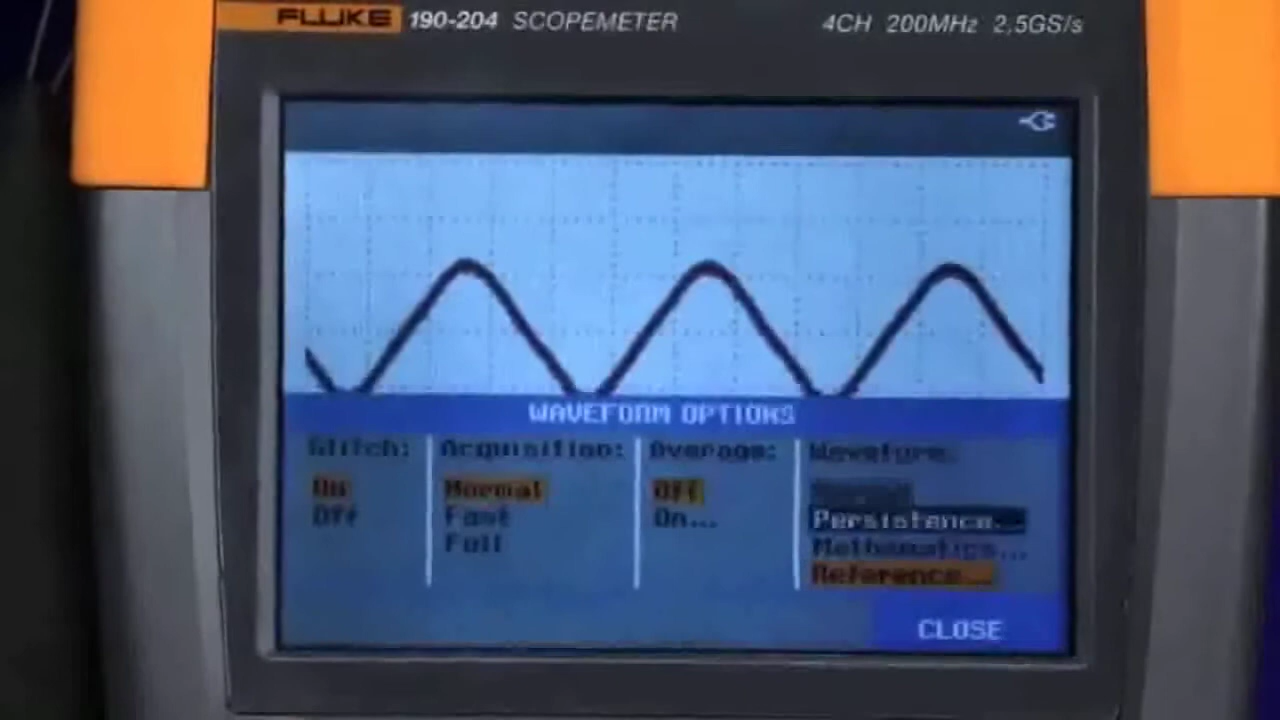 FLUKE 190-204 SCOPEMETER 4CH 200MHz 2,5GS/s
WAVEFORM OPTIONS
Glitch: Acquisition: Average: Waveform:
On Normal Off Normal
Off Fast On... Persistence...
Full Mathematics...
Reference...
CLOSE